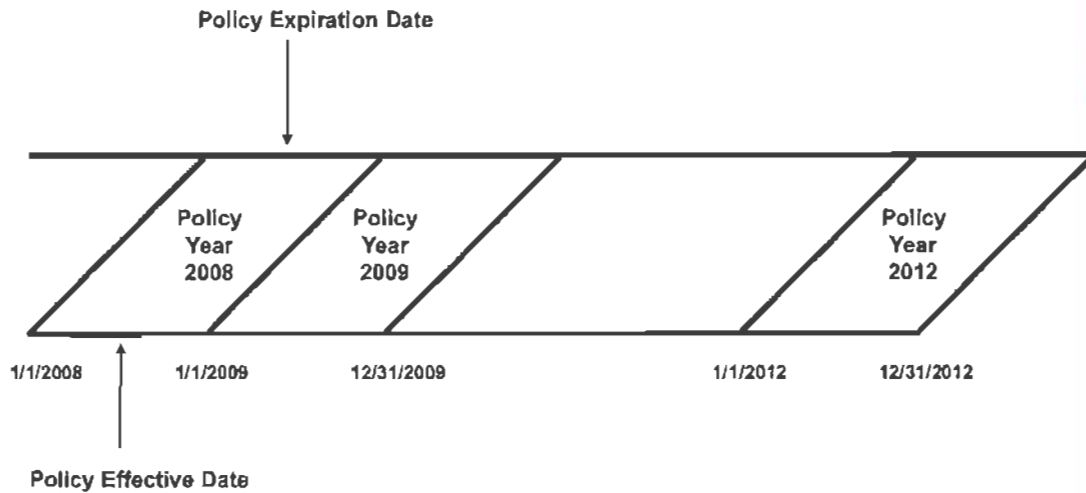 Policy Expiration Date
Policy
Year
2008
Policy
Year
2009
Policy
Year
2012
1/1/2008
1/1/2009
12/31/2009
1/1/2012
12/31/2012
Policy Effective Date